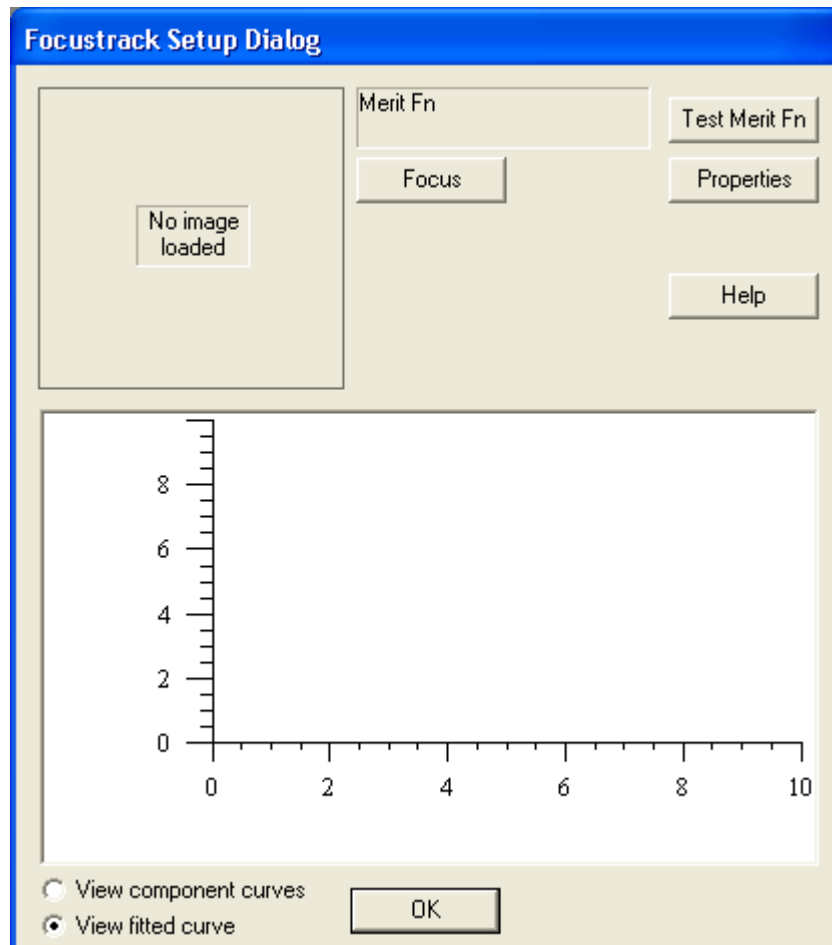 Focustrack Setup Dialog
Merit Fn
Test Merit Fn
Focus
Properties
No image
loaded
Help
8
6
4
2
0
0 2 4 6 8 10
View component curves
View fitted curve
OK